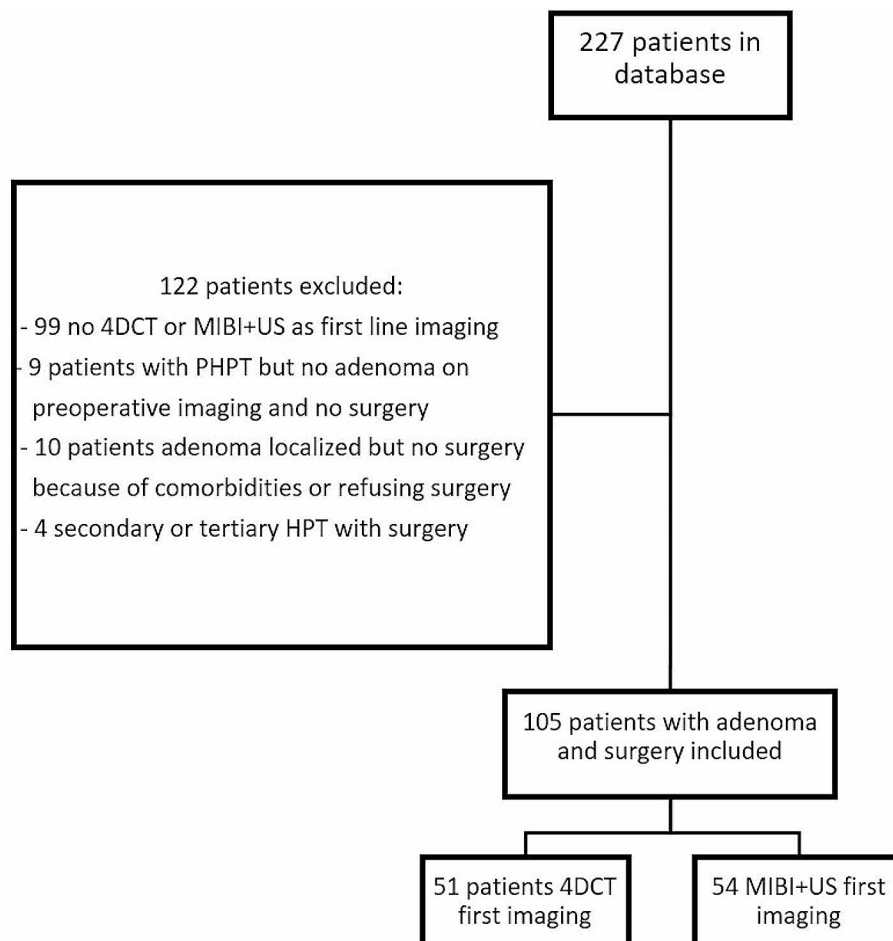 227 patients in
database
122 patients excluded:
- 99 no 4DCT or MIBI+US as first line imaging
- 9 patients with PHPT but no adenoma on
preoperative imaging and no surgery
- 10 patients adenoma localized but no surgery
because of comorbidities or refusing surgery
- 4 secondary or tertiary HPT with surgery
105 patients with adenoma
and surgery included
51 patients 4DCT
first imaging
54 MIBI+US first
imaging